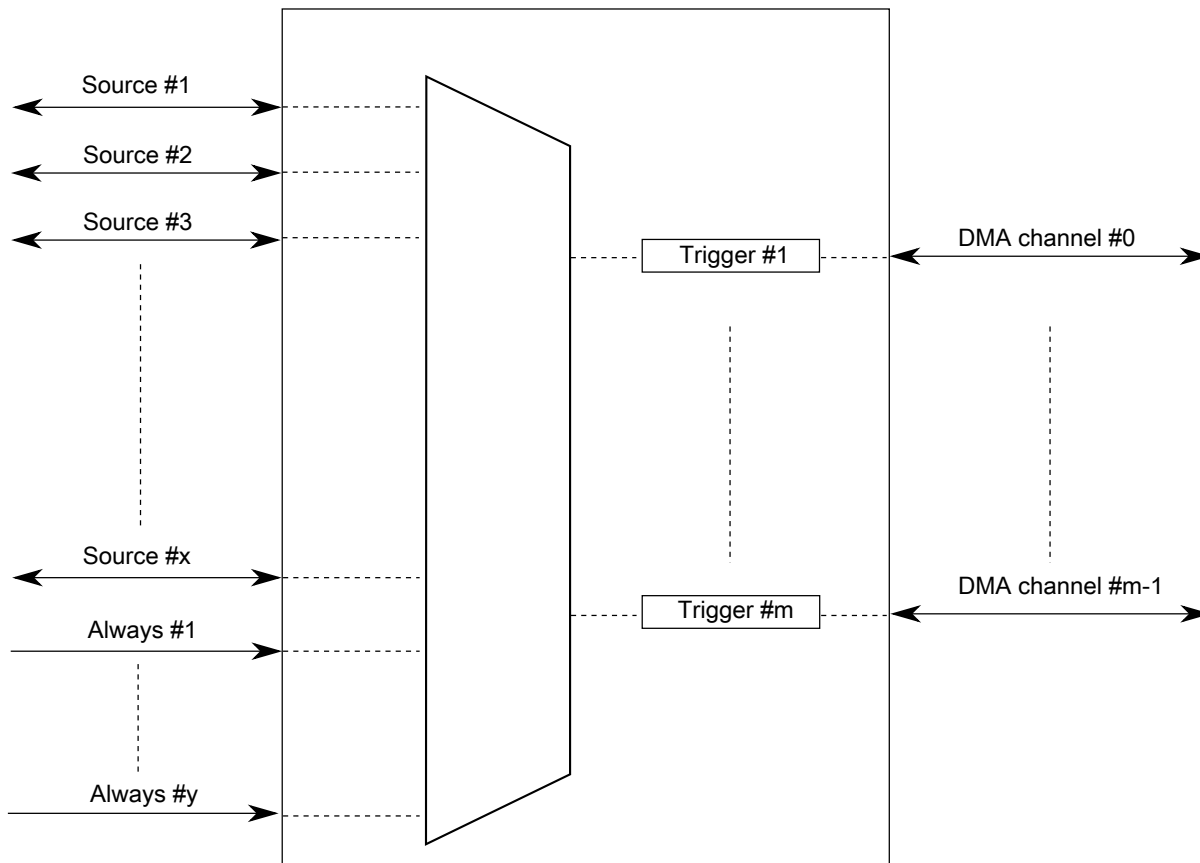 Source #1
Source #2
Source #3
Trigger #1
DMA channel #0
Source #x
Always #1
Trigger #m
DMA channel #m-1
Always #y